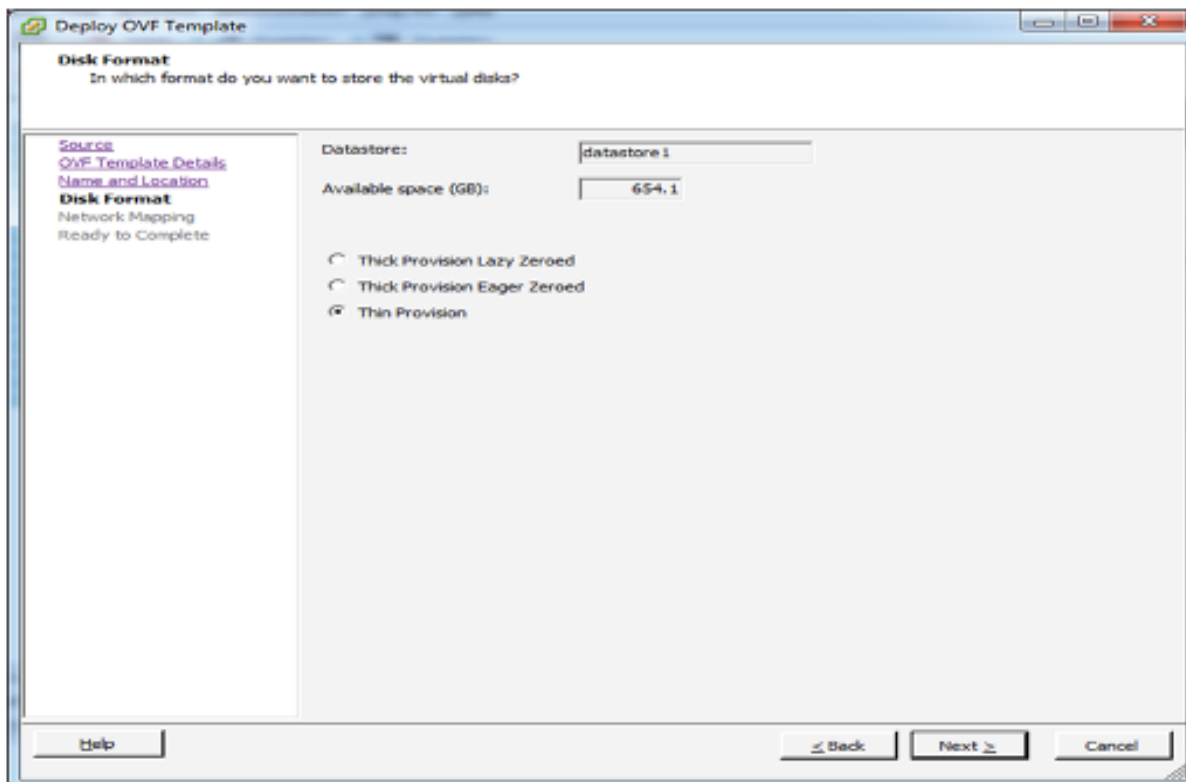 Deploy OVF Template
Disk Format
In which format do you want to store the virtual disks?
Source
OVF Template Details
Name and Location
Disk Format
Network Mapping
Ready to Complete
Datastore:
datastore1
Available space (GB):
654.1
Thick Provision Lazy Zeroed
Thick Provision Eager Zeroed
Thin Provision
Help
≤ Back
Next ≥
Cancel